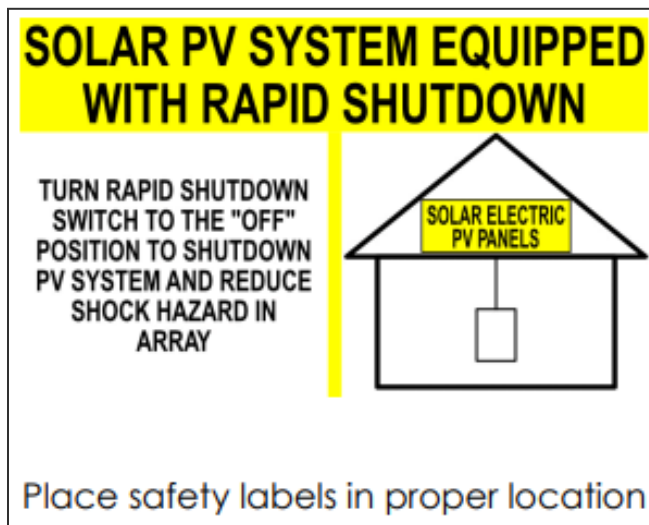 SOLAR PV SYSTEM EQUIPPED
WITH RAPID SHUTDOWN
TURN RAPID SHUTDOWN
SWITCH TO THE "OFF"
POSITION TO SHUTDOWN
PV SYSTEM AND REDUCE
SHOCK HAZARD IN
ARRAY
SOLAR ELECTRIC
PV PANELS
Place safety labels in proper location